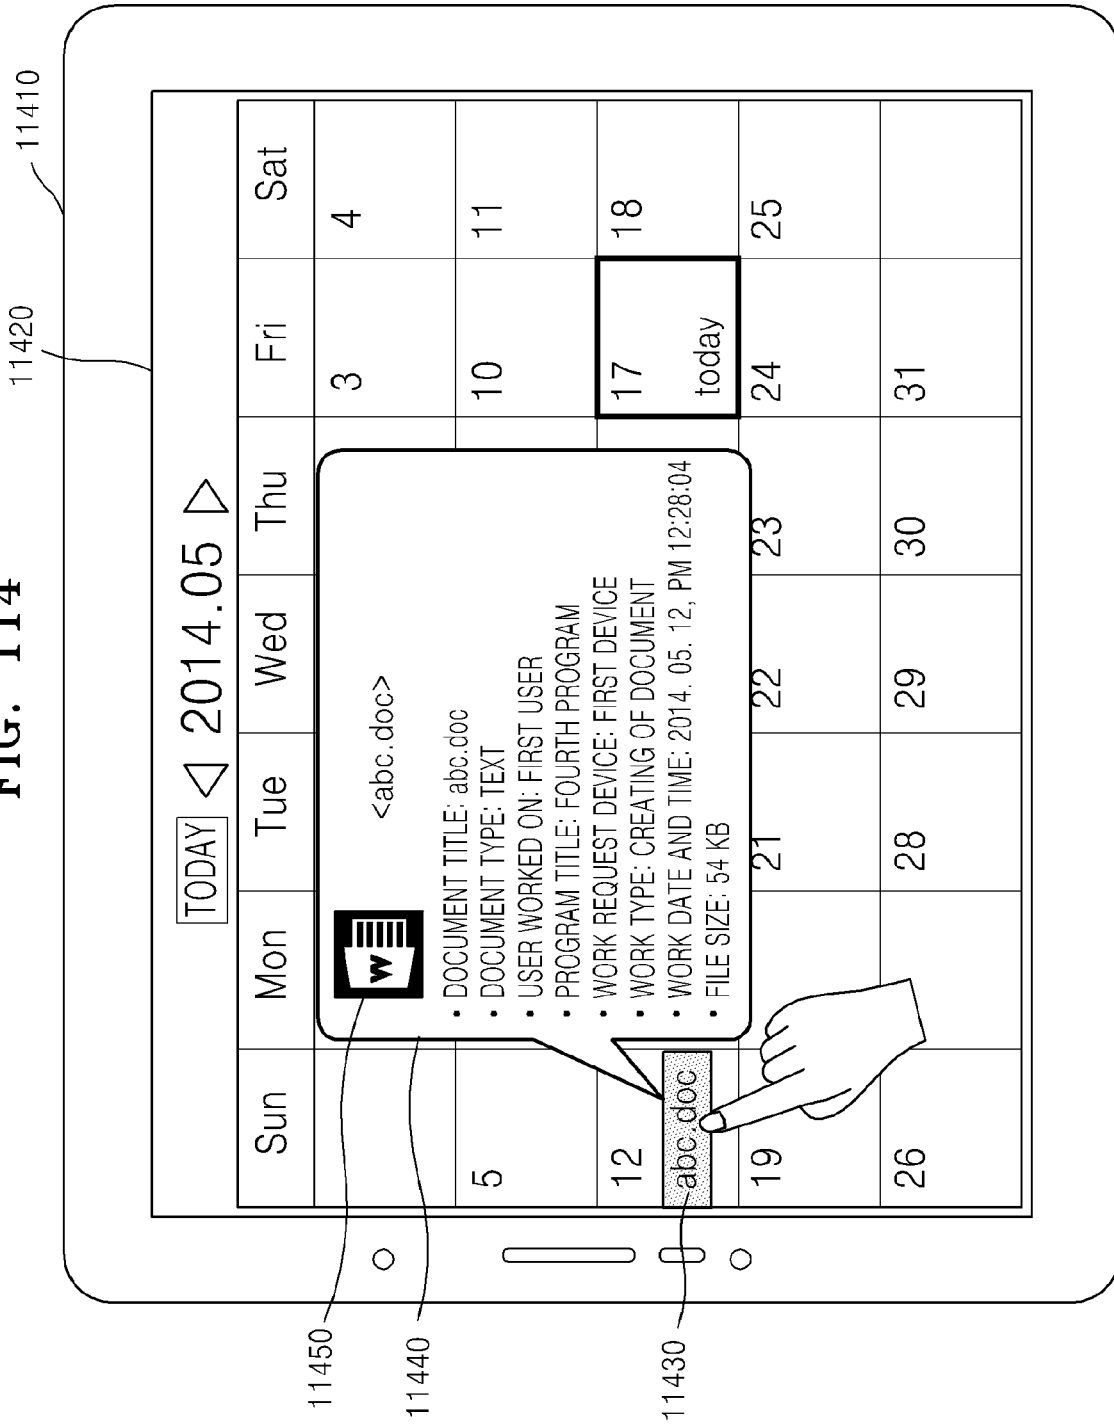 FIG. 114
11410
11420
TODAY 2014.05
Sun Mon Tue Wed Thu Fri Sat
3 4
5 10 11
12 17 18
today
abc.doc
19 21 22 23 24 25
26 28 29 30 31
<abc.doc>
• DOCUMENT TITLE: abc.doc
• DOCUMENT TYPE: TEXT
• USER WORKED ON: FIRST USER
• PROGRAM TITLE: FOURTH PROGRAM
• WORK REQUEST DEVICE: FIRST DEVICE
• WORK TYPE: CREATING OF DOCUMENT
• WORK DATE AND TIME: 2014. 05. 12, PM 12:28:04
• FILE SIZE: 54 KB
W
11450
11440
11430